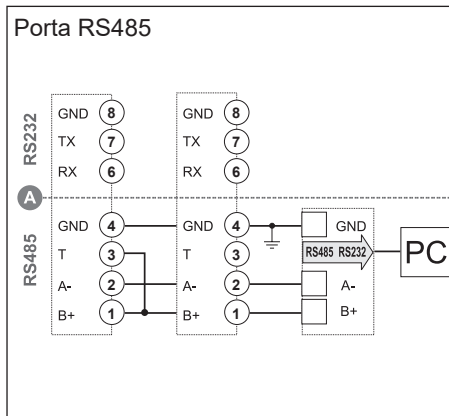 Porta RS485
RS232
GND 8 GND 8
TX 7 TX 7
RX 6 RX 6
A
RS485
GND 4 GND 4 GND
T 3 T 3 RS485 RS232 PC
A- 2 A- 2 A-
B+ 1 B+ 1 B+